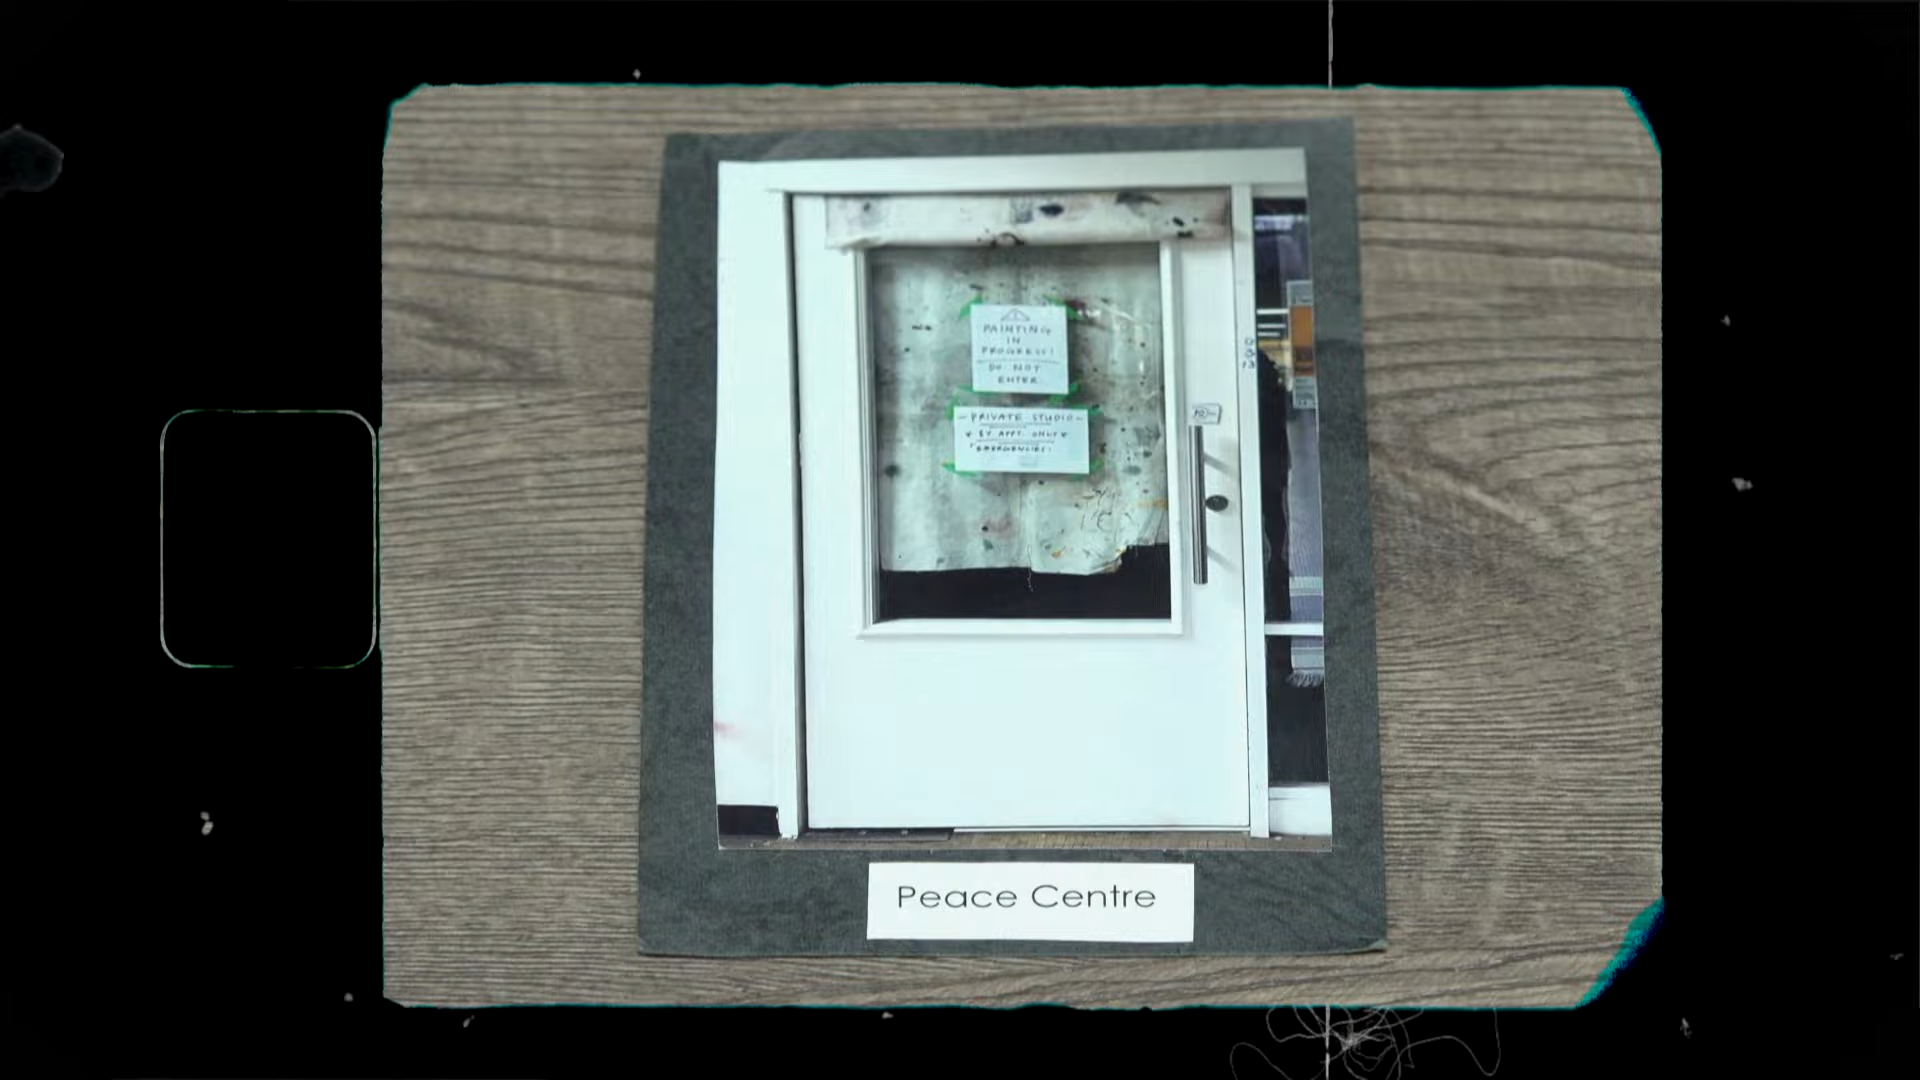 PAINTING
IN
PROGRESS!
DO NOT
ENTER
- PRIVATE STUDIO -
* BY APPT. ONLY *
EMERGENCIES!
Peace Centre